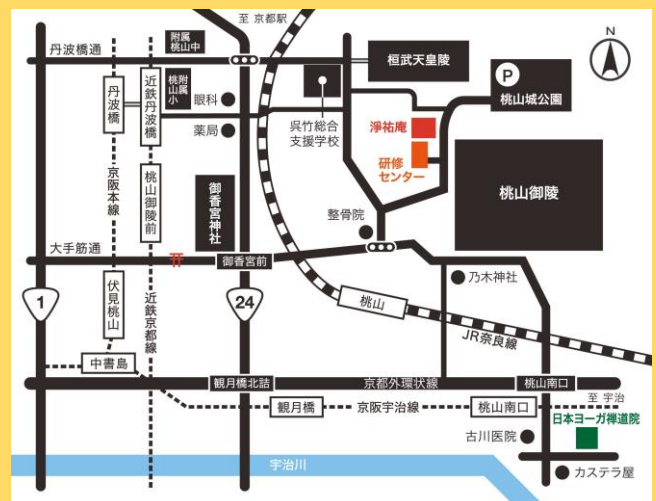 至 京都駅
N
丹波橋通
附属
桃山中
桓武天皇陵
P
桃山城公園
丹波橋
近鉄丹波橋
附属
桃山小
眼科
薬局
呉竹総合
支援学校
淨祐庵
研修
センター
桃山御陵
京阪本線
桃山御陵前
御香宮神社
整骨院
大手筋通
御香宮前
乃木神社
1
伏見桃山
近鉄京都線
24
桃山
JR奈良線
中書島
観月橋北詰
京都外環状線
桃山南口
至 宇治
観月橋
京阪宇治線
桃山南口
日本ヨーガ禅道院
古川医院
宇治川
カステラ屋